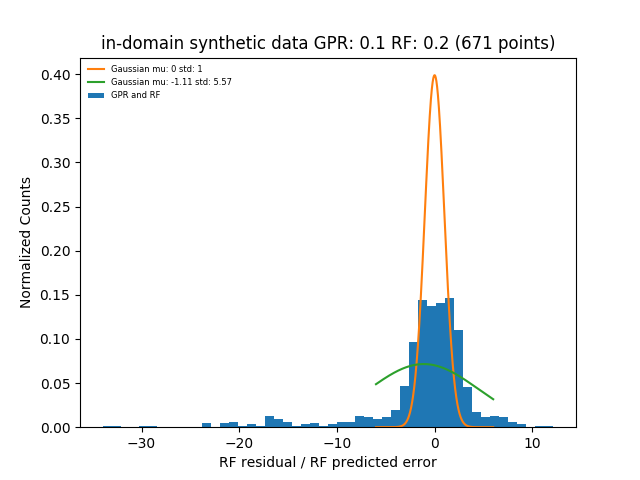 in-domain synthetic data GPR: 0.1 RF: 0.2 (671 points)
Gaussian mu: 0 std: 1
Gaussian mu: -1.11 std: 5.57
GPR and RF
Normalized Counts
0.40
0.35
0.30
0.25
0.20
0.15
0.10
0.05
0.00
−30 −20 −10 0 10
RF residual / RF predicted error